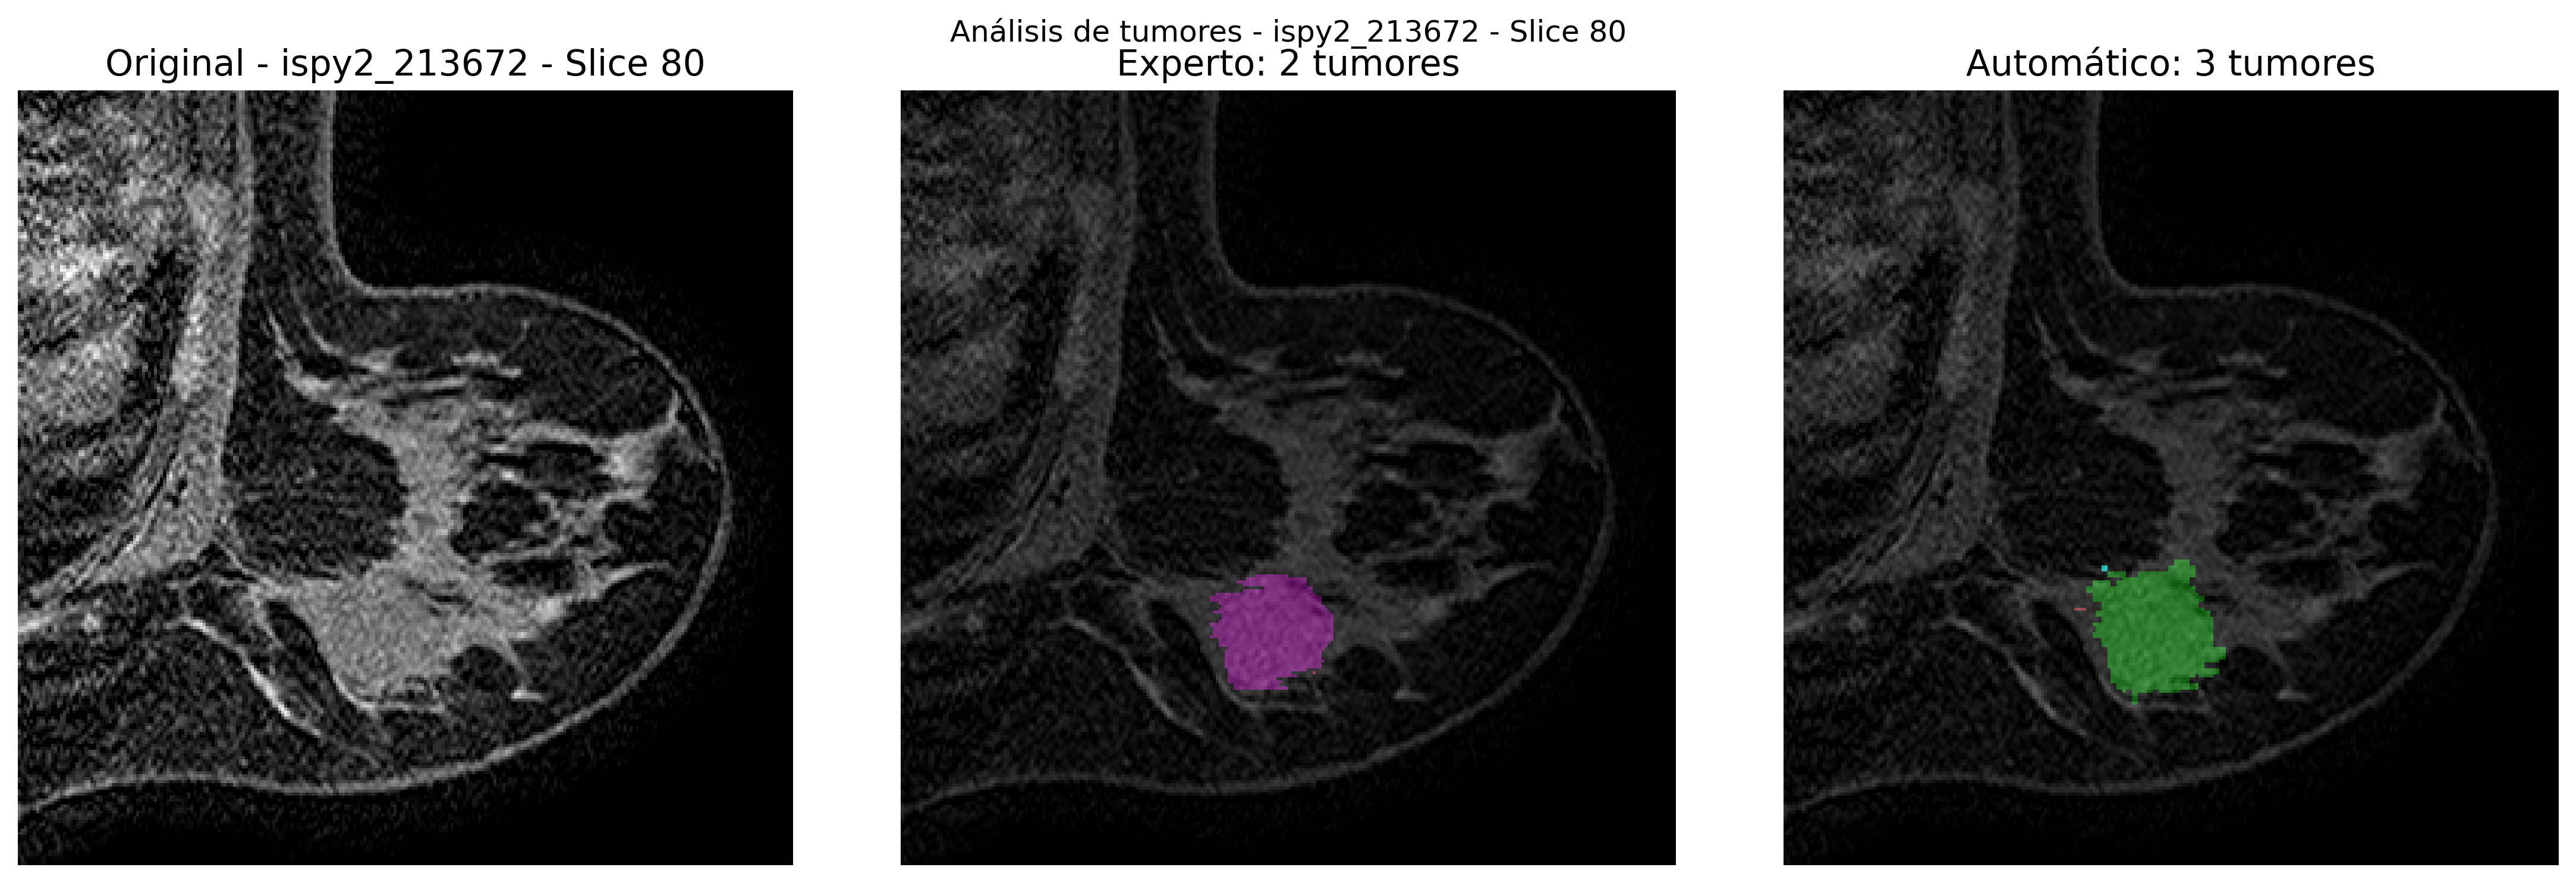 Análisis de tumores - ispy2_213672 - Slice 80
Original - ispy2_213672 - Slice 80
Experto: 2 tumores
Automático: 3 tumores